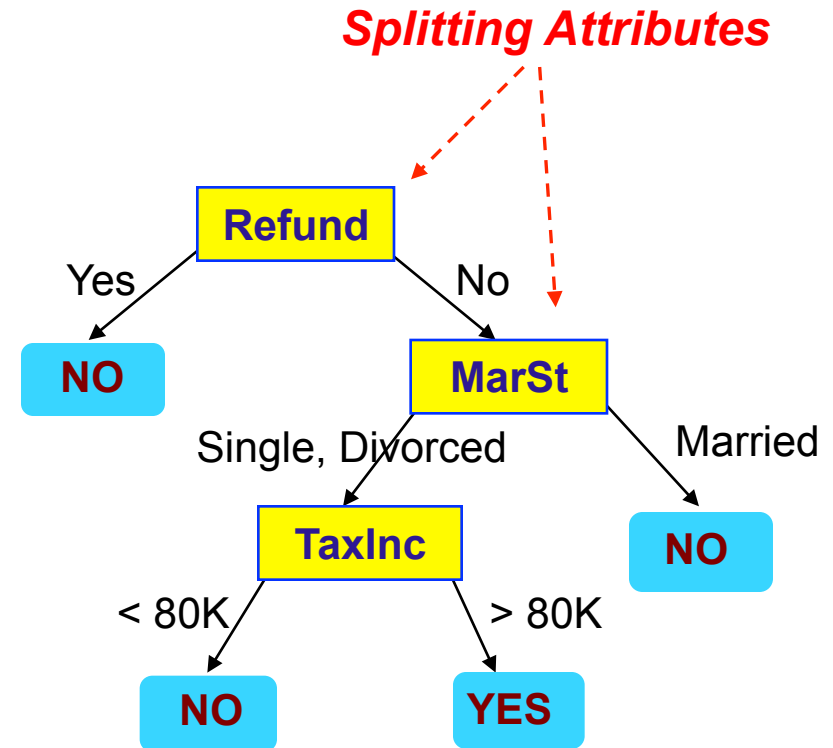 Splitting Attributes
Refund
Yes
No
NO
MarSt
Single, Divorced
Married
TaxInc
NO
< 80K
> 80K
NO
YES